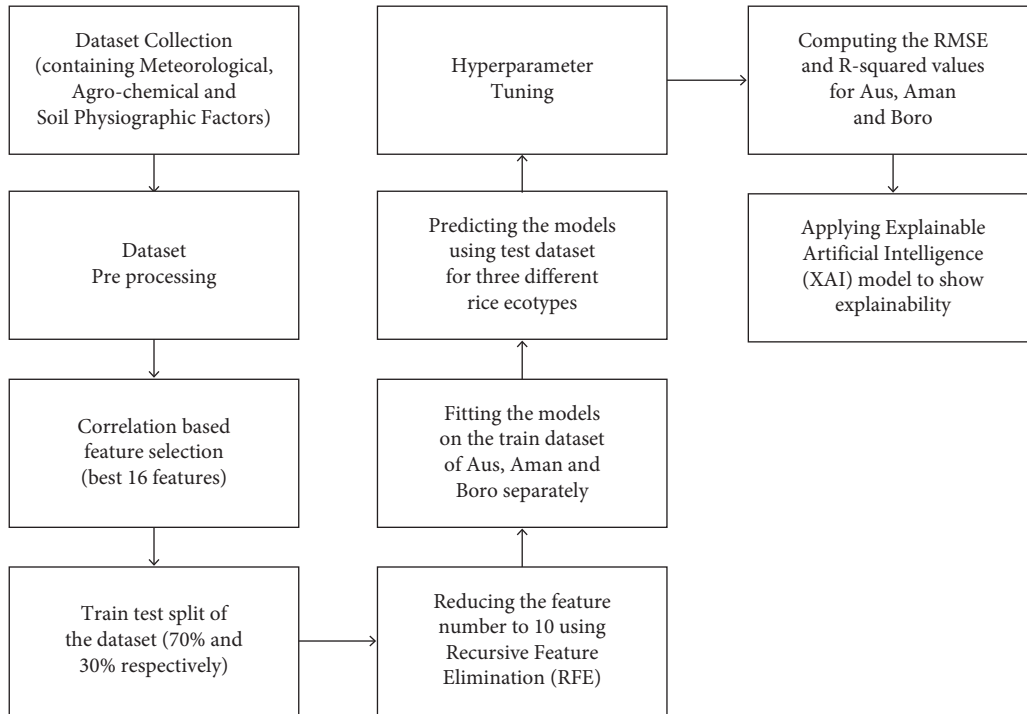 Dataset Collection
(containing Meteorological,
Agro-chemical and
Soil Physiographic Factors)
Dataset
Pre processing
Correlation based
feature selection
(best 16 features)
Train test split of
the dataset (70% and
30% respectively)
Reducing the feature
number to 10 using
Recursive Feature
Elimination (RFE)
Fitting the models
on the train dataset
of Aus, Aman and
Boro separately
Predicting the models
using test dataset
for three different
rice ecotypes
Hyperparameter
Tuning
Computing the RMSE
and R-squared values
for Aus, Aman
and Boro
Applying Explainable
Artificial Intelligence
(XAI) model to show
explainability